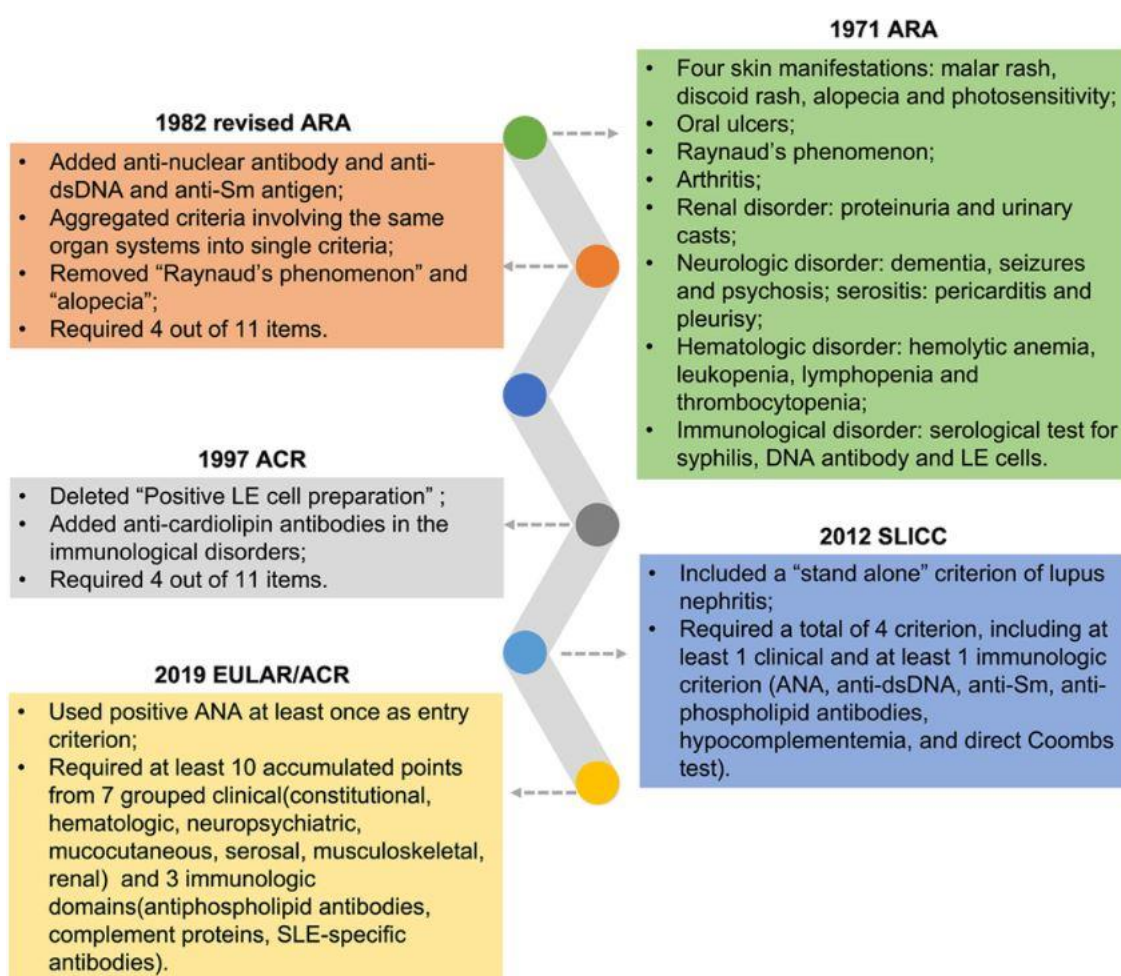 1971 ARA
• Four skin manifestations: malar rash,
discoid rash, alopecia and photosensitivity;
• Oral ulcers;
• Raynaud’s phenomenon;
• Arthritis;
• Renal disorder: proteinuria and urinary
casts;
• Neurologic disorder: dementia, seizures
and psychosis; serositis: pericarditis and
pleurisy;
• Hematologic disorder: hemolytic anemia,
leukopenia, lymphopenia and
thrombocytopenia;
• Immunological disorder: serological test for
syphilis, DNA antibody and LE cells.
1982 revised ARA
• Added anti-nuclear antibody and anti-
dsDNA and anti-Sm antigen;
• Aggregated criteria involving the same
organ systems into single criteria;
• Removed “Raynaud’s phenomenon” and
“alopecia”;
• Required 4 out of 11 items.
1997 ACR
• Deleted “Positive LE cell preparation” ;
• Added anti-cardiolipin antibodies in the
immunological disorders;
• Required 4 out of 11 items.
2012 SLICC
• Included a “stand alone” criterion of lupus
nephritis;
• Required a total of 4 criterion, including at
least 1 clinical and at least 1 immunologic
criterion (ANA, anti-dsDNA, anti-Sm, anti-
phospholipid antibodies,
hypocomplementemia, and direct Coombs
test).
2019 EULAR/ACR
• Used positive ANA at least once as entry
criterion;
• Required at least 10 accumulated points
from 7 grouped clinical(constitutional,
hematologic, neuropsychiatric,
mucocutaneous, serosal, musculoskeletal,
renal) and 3 immunologic
domains(antiphospholipid antibodies,
complement proteins, SLE-specific
antibodies).